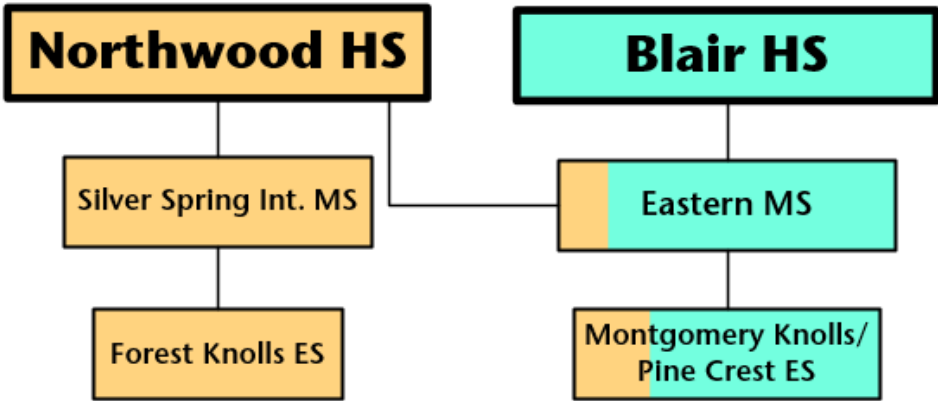 Northwood HS
Blair HS
Silver Spring Int. MS
Eastern MS
Forest Knolls ES
Montgomery Knolls/
Pine Crest ES